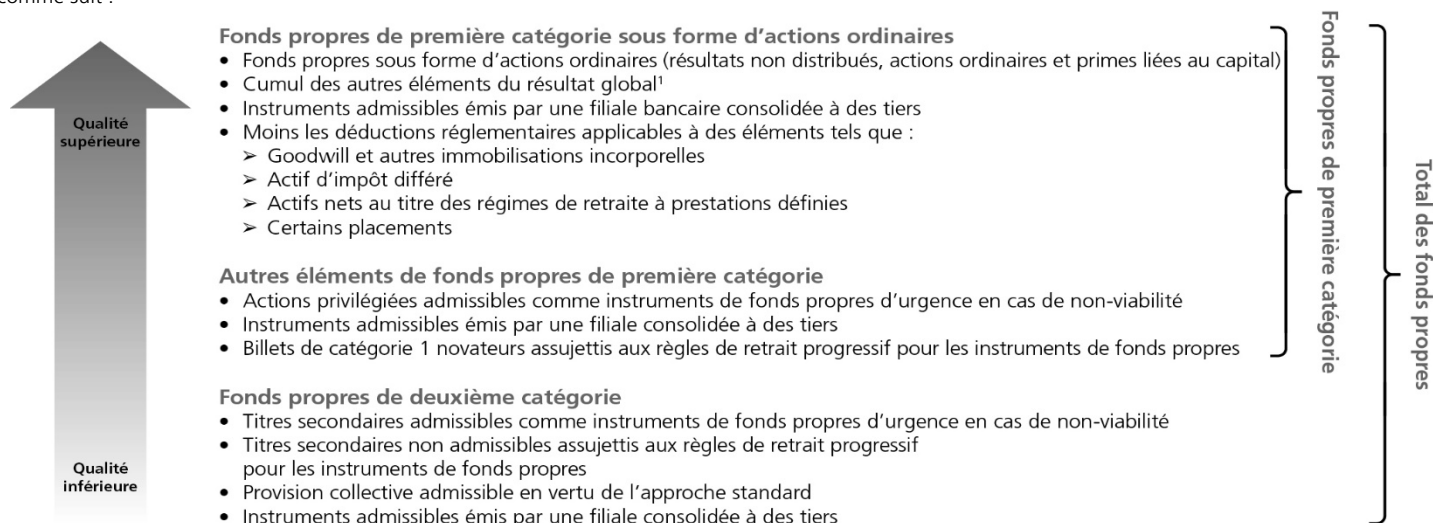 comme suit :
Fonds propres de première catégorie sous forme d'actions ordinaires
• Fonds propres sous forme d'actions ordinaires (résultats non distribués, actions ordinaires et primes liées au capital)
• Cumul des autres éléments du résultat global¹
• Instruments admissibles émis par une filiale bancaire consolidée à des tiers
• Moins les déductions réglementaires applicables à des éléments tels que :
➢ Goodwill et autres immobilisations incorporelles
➢ Actif d'impôt différé
➢ Actifs nets au titre des régimes de retraite à prestations définies
➢ Certains placements
Autres éléments de fonds propres de première catégorie
• Actions privilégiées admissibles comme instruments de fonds propres d'urgence en cas de non-viabilité
• Instruments admissibles émis par une filiale consolidée à des tiers
• Billets de catégorie 1 novateurs assujettis aux règles de retrait progressif pour les instruments de fonds propres
Fonds propres de deuxième catégorie
• Titres secondaires admissibles comme instruments de fonds propres d'urgence en cas de non-viabilité
• Titres secondaires non admissibles assujettis aux règles de retrait progressif
pour les instruments de fonds propres
• Provision collective admissible en vertu de l'approche standard
• Instruments admissibles émis par une filiale consolidée à des tiers
Qualité
supérieure
Qualité
inférieure
Fonds propres de première catégorie
Total des fonds propres